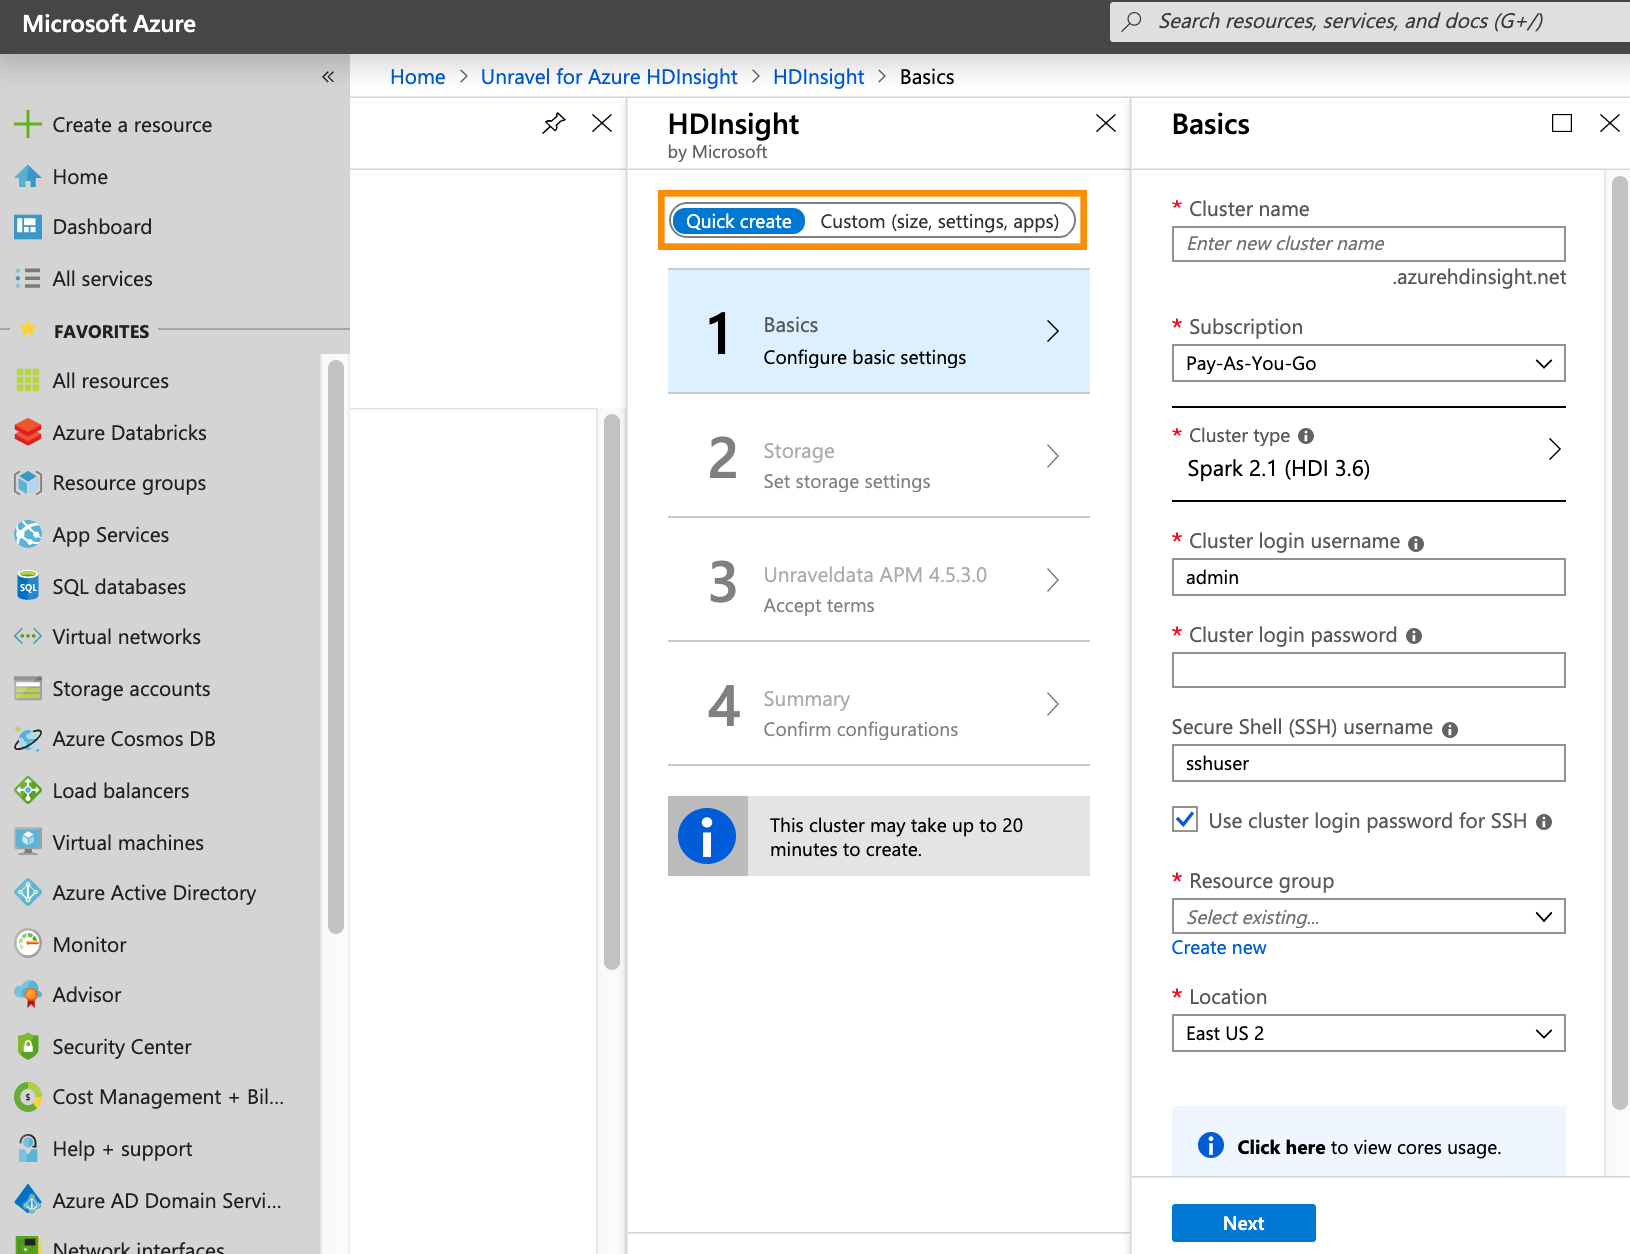 Microsoft Azure
Search resources, services, and docs (G+/)
«
Home > Unravel for Azure HDInsight > HDInsight > Basics
Create a resource
Home
Dashboard
All services
FAVORITES
All resources
Azure Databricks
Resource groups
App Services
SQL databases
Virtual networks
Storage accounts
Azure Cosmos DB
Load balancers
Virtual machines
Azure Active Directory
Monitor
Advisor
Security Center
Cost Management + Bil...
Help + support
Azure AD Domain Servi...
Network interfaces
HDInsight
by Microsoft
Quick create Custom (size, settings, apps)
1 Basics
Configure basic settings
2 Storage
Set storage settings
3 Unraveldata APM 4.5.3.0
Accept terms
4 Summary
Confirm configurations
This cluster may take up to 20
minutes to create.
Basics
* Cluster name
Enter new cluster name
.azurehdinsight.net
* Subscription
Pay-As-You-Go
* Cluster type
Spark 2.1 (HDI 3.6)
* Cluster login username
admin
* Cluster login password
Secure Shell (SSH) username
sshuser
Use cluster login password for SSH
* Resource group
Select existing...
Create new
* Location
East US 2
Click here to view cores usage.
Next